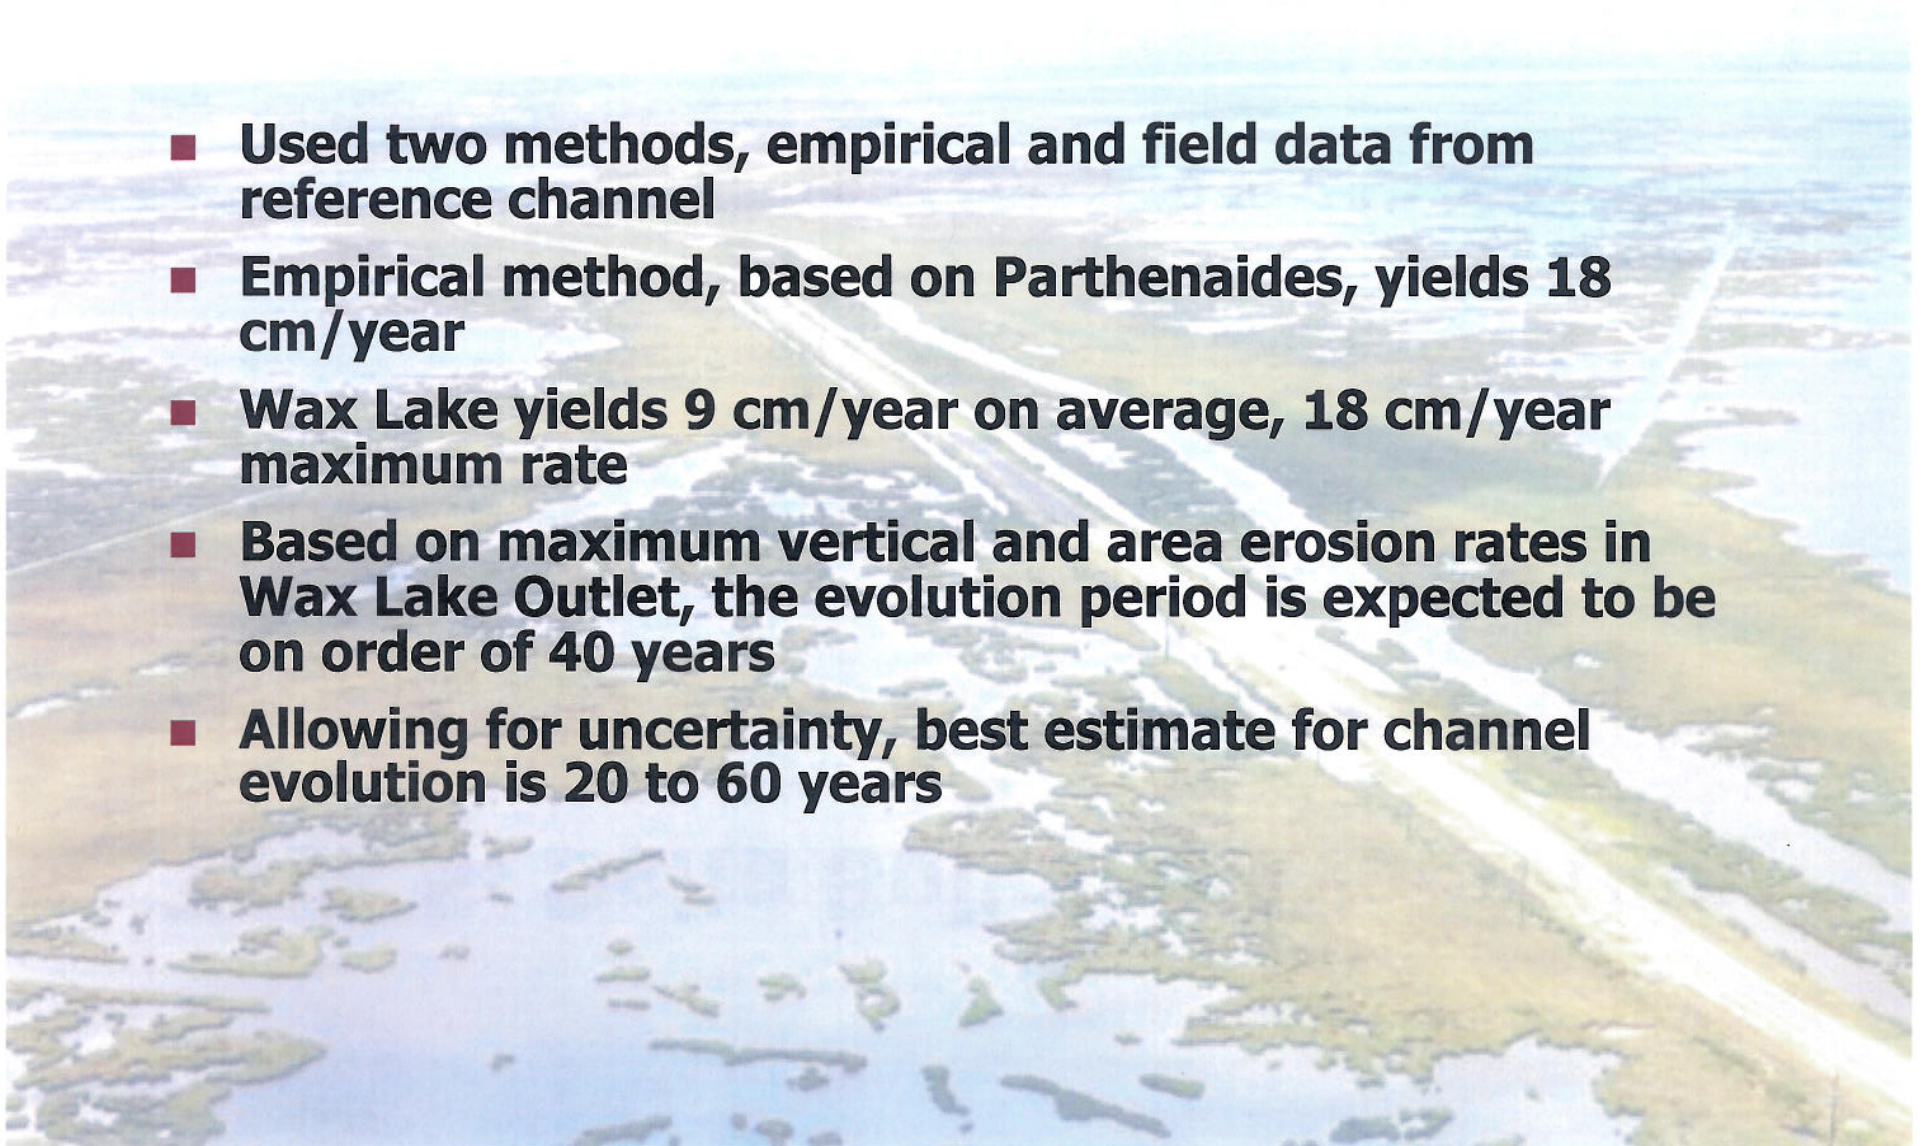 ■ Used two methods, empirical and field data from
reference channel
■ Empirical method, based on Parthenaides, yields 18
cm/year
■ Wax Lake yields 9 cm/year on average, 18 cm/year
maximum rate
■ Based on maximum vertical and area erosion rates in
Wax Lake Outlet, the evolution period is expected to be
on order of 40 years
■ Allowing for uncertainty, best estimate for channel
evolution is 20 to 60 years